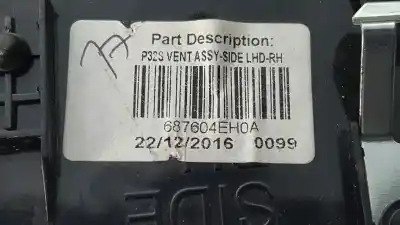 Part Description:
P32S VENT ASSY-SIDE LHD-RH
687604EH0A
22/12/2016 0099
SIDE